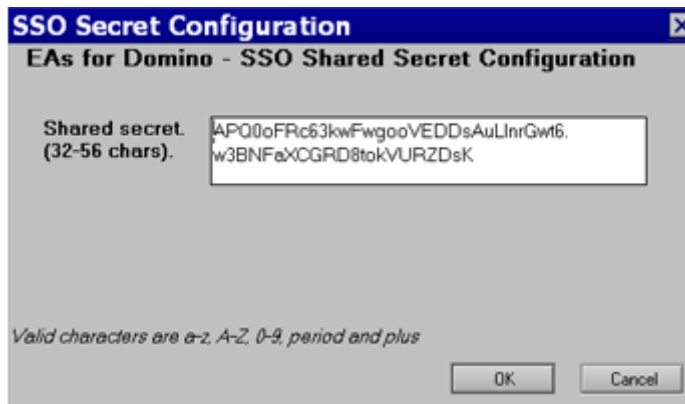 SSO Secret Configuration
EAs for Domino - SSO Shared Secret Configuration
Shared secret.
(32-56 chars).
APQ0oFRc63kwFwgooVEDDsAuLlnrGwt6.
w3BNFaXCGRD8tokVURZDsK
Valid characters are a-z, A-Z, 0-9, period and plus
OK
Cancel